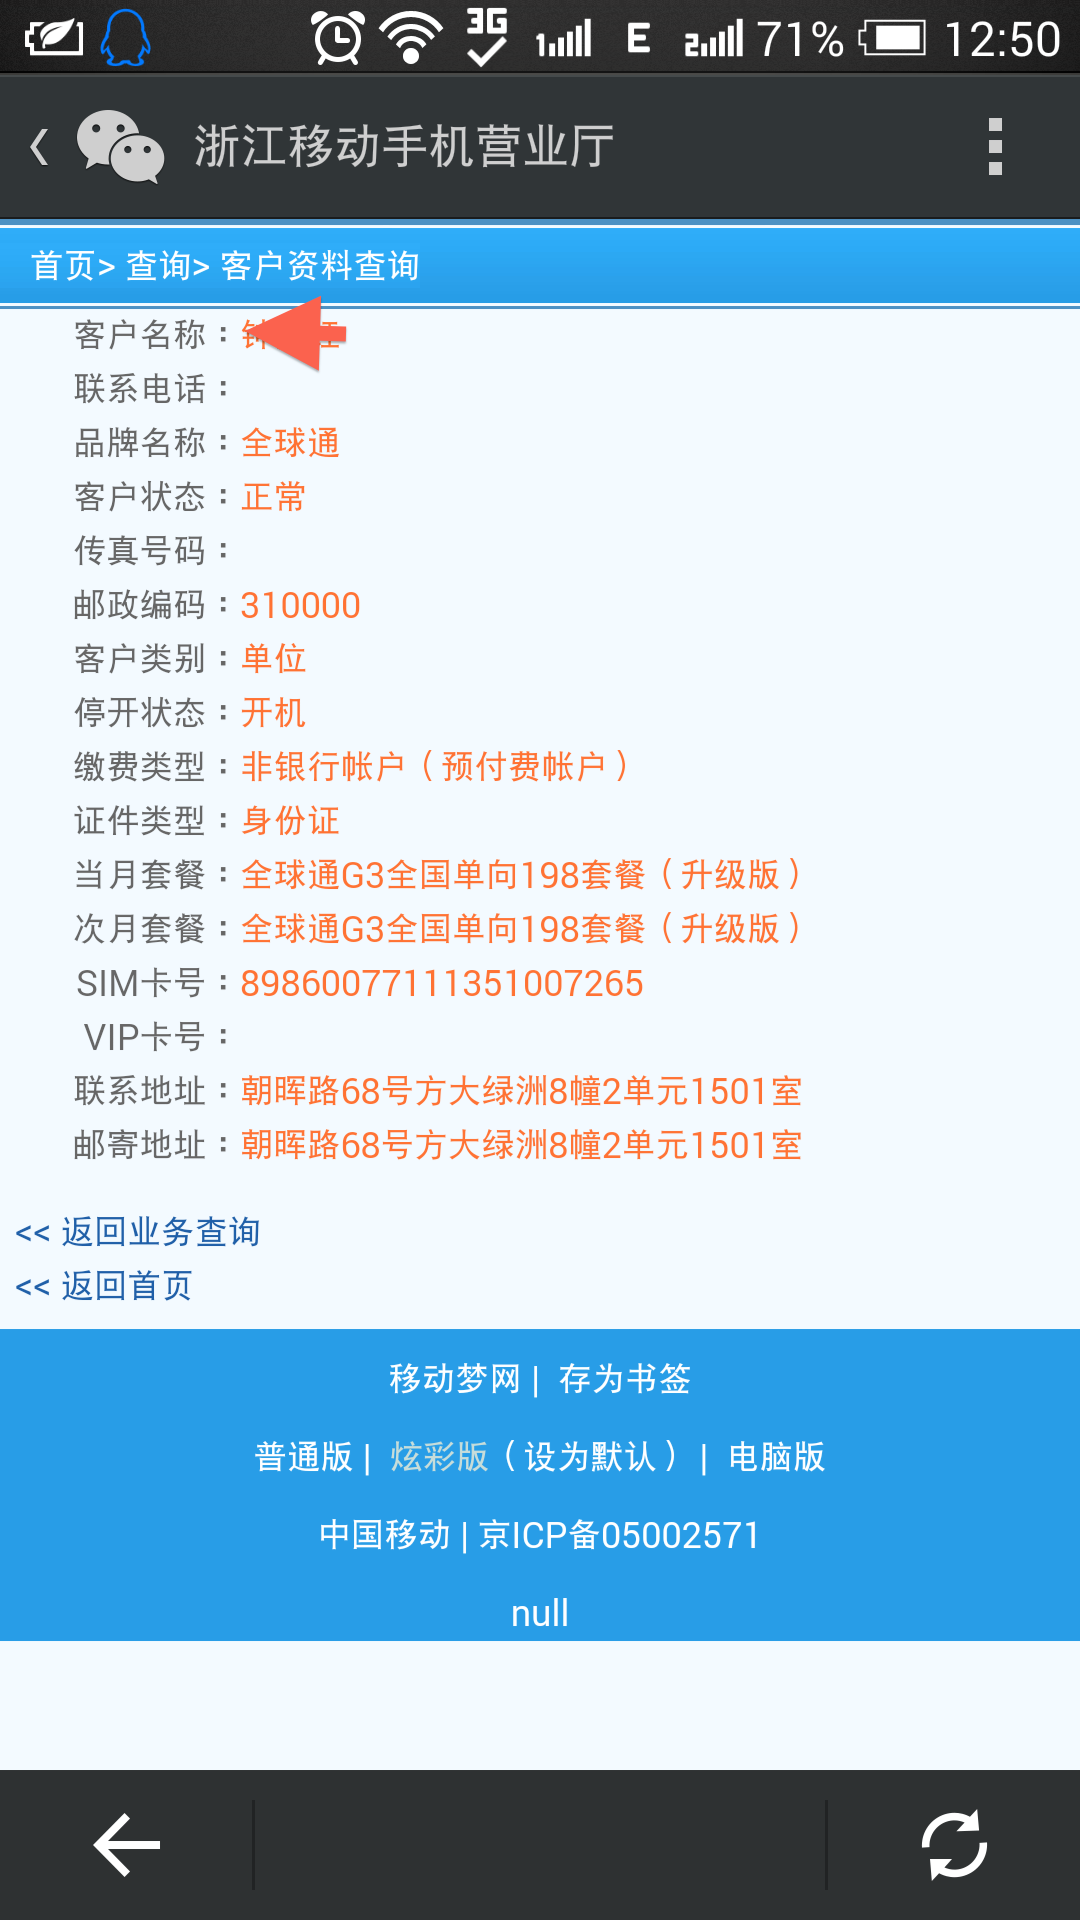 3G 1 E 2 71% 12:50
浙江移动手机营业厅
首页> 查询> 客户资料查询
客户名称：
联系电话：
品牌名称：全球通
客户状态：正常
传真号码：
邮政编码：310000
客户类别：单位
停开状态：开机
缴费类型：非银行帐户（预付费帐户）
证件类型：身份证
当月套餐：全球通G3全国单向198套餐（升级版）
次月套餐：全球通G3全国单向198套餐（升级版）
SIM卡号：89860077111351007265
VIP卡号：
联系地址：朝晖路68号方大绿洲8幢2单元1501室
邮寄地址：朝晖路68号方大绿洲8幢2单元1501室
<< 返回业务查询
<< 返回首页
移动梦网 | 存为书签
普通版 | 炫彩版（设为默认） | 电脑版
中国移动 | 京ICP备05002571
null